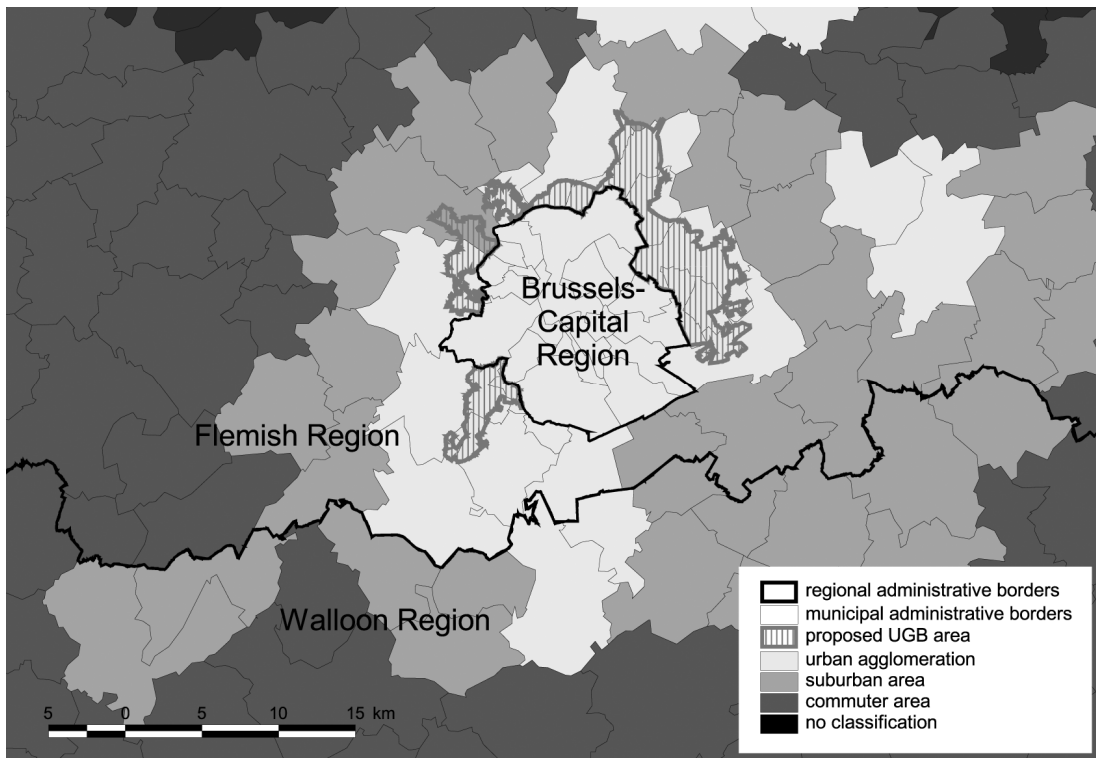 Brussels-
Capital
Region
Flemish Region
Walloon Region
regional administrative borders
municipal administrative borders
proposed UGB area
urban agglomeration
suburban area
commuter area
no classification
5 0 5 10 15 km